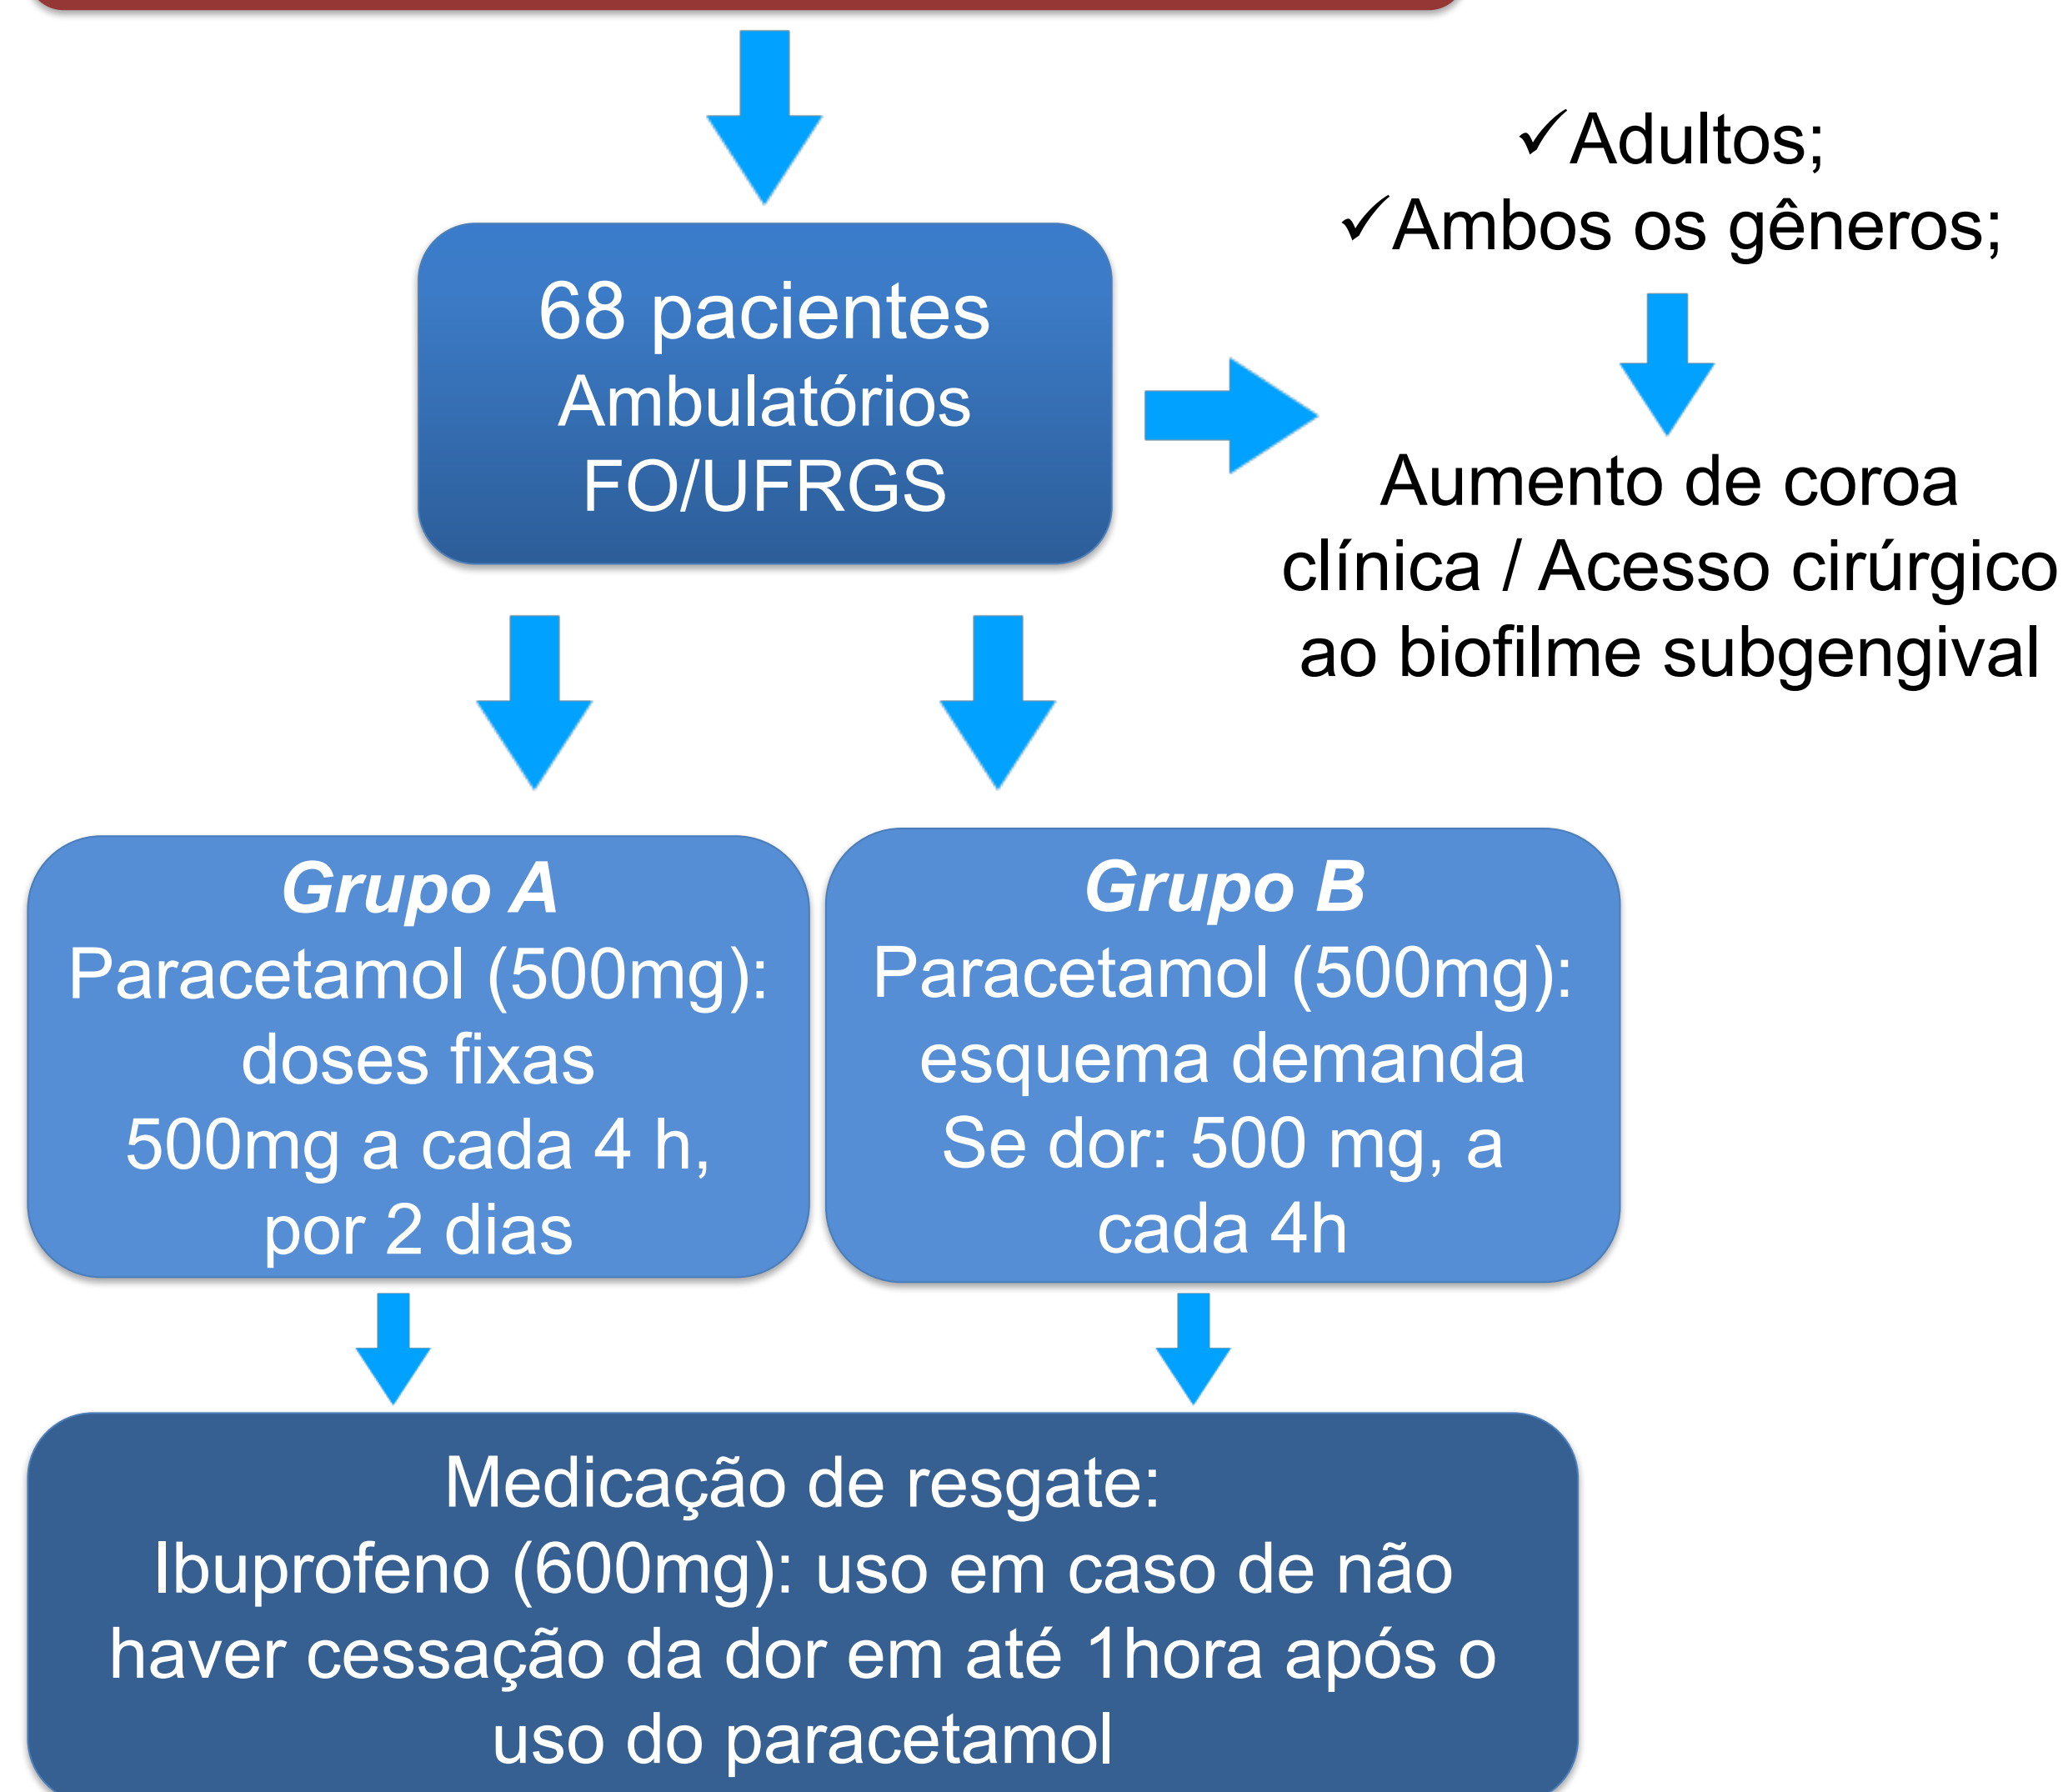 68 pacientes
Ambulatórios
FO/UFRGS
✓Adultos;
✓Ambos os gêneros;
Aumento de coroa
clínica / Acesso cirúrgico
ao biofilme subgengival
Grupo A
Paracetamol (500mg):
doses fixas
500mg a cada 4 h,
por 2 dias
Grupo B
Paracetamol (500mg):
esquema demanda
Se dor: 500 mg, a
cada 4h
Medicação de resgate:
Ibuprofeno (600mg): uso em caso de não
haver cessação da dor em até 1hora após o
uso do paracetamol